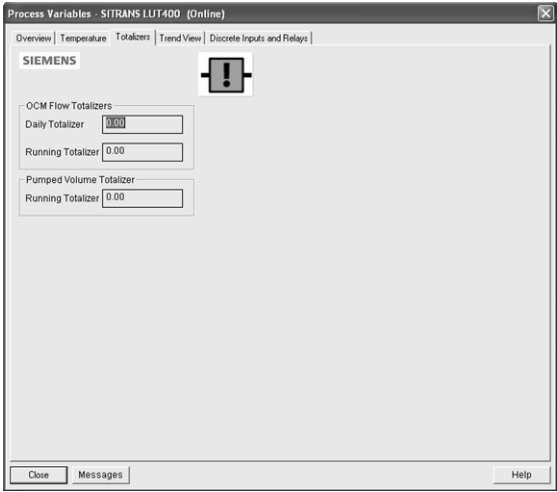 Process Variables - SITRANS LUT400 (Online)
Overview Temperature Totalizers Trend View Discrete Inputs and Relays
SIEMENS
OCM Flow Totalizers
Daily Totalizer 0.00
Running Totalizer 0.00
Pumped Volume Totalizer
Running Totalizer 0.00
Close Messages Help